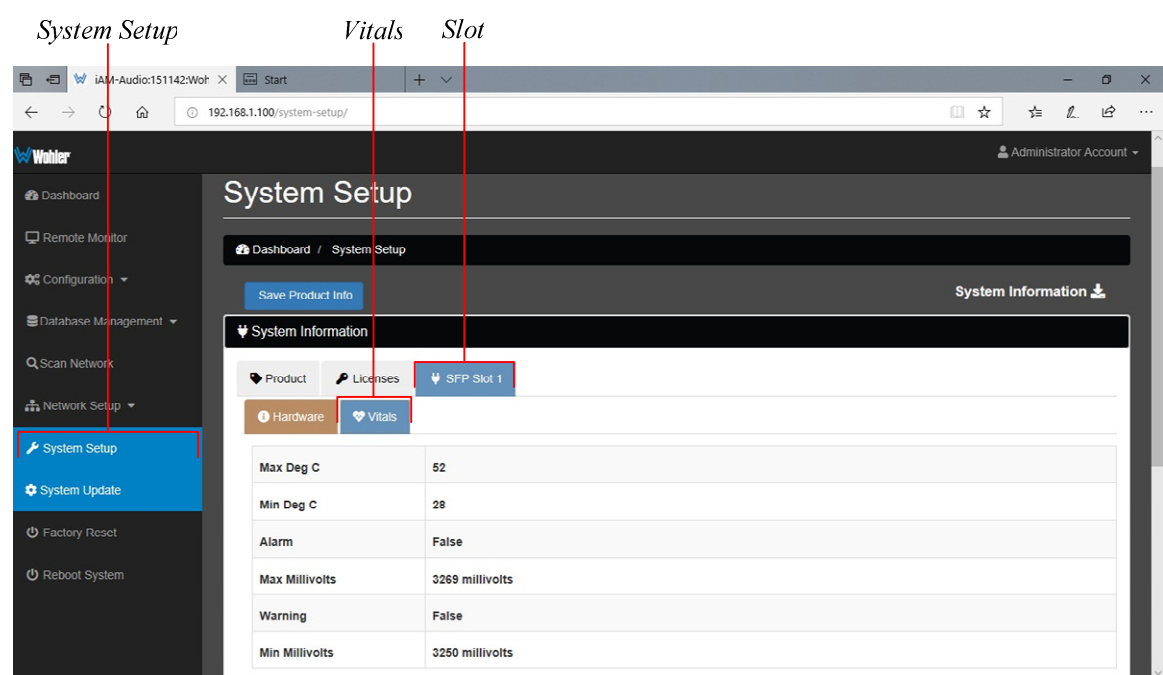 System Setup Vitals Slot
iAM-Audio:151142:Woh Start
192.168.1.100/system-setup/
Wohler Administrator Account
Dashboard
Remote Monitor
Configuration
Database Management
Scan Network
Network Setup
System Setup
System Update
Factory Reset
Reboot System
System Setup
Dashboard / System Setup
Save Product Info System Information
System Information
Product Licenses SFP Slot 1
Hardware Vitals
Max Deg C 52
Min Deg C 28
Alarm False
Max Millivolts 3269 millivolts
Warning False
Min Millivolts 3250 millivolts